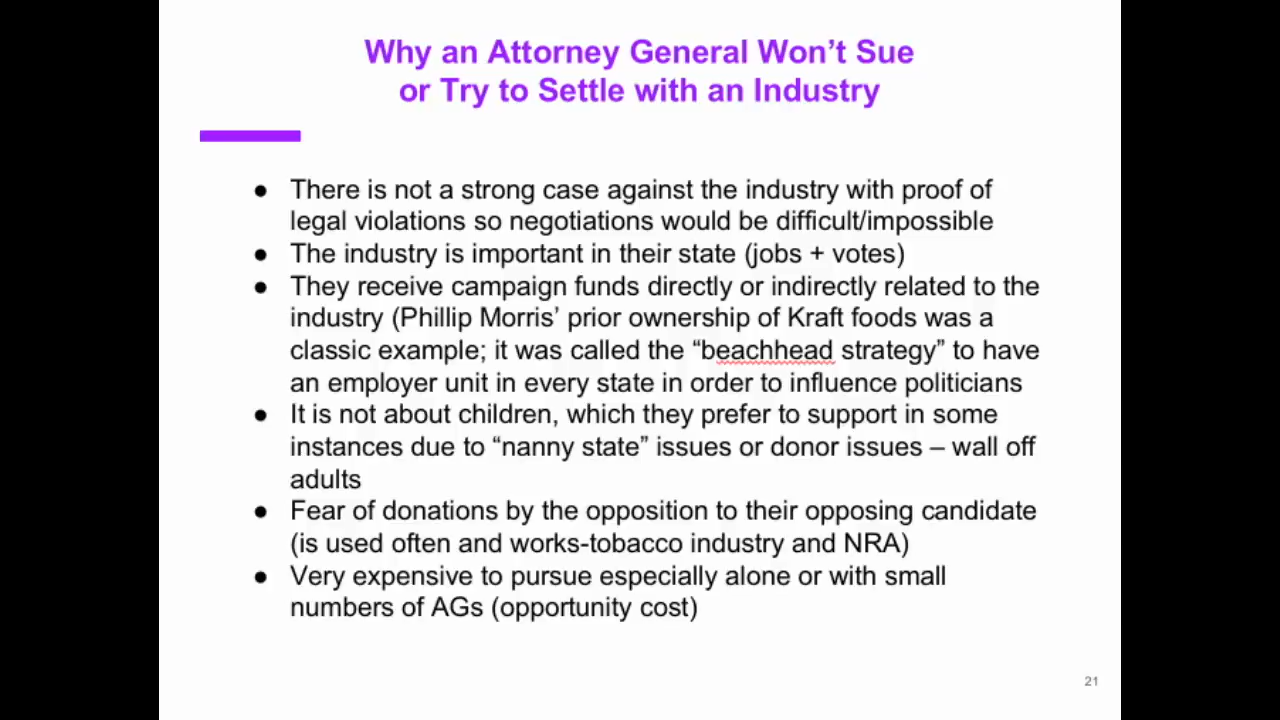 Why an Attorney General Won’t Sue
or Try to Settle with an Industry
● There is not a strong case against the industry with proof of
legal violations so negotiations would be difficult/impossible
● The industry is important in their state (jobs + votes)
● They receive campaign funds directly or indirectly related to the
industry (Phillip Morris’ prior ownership of Kraft foods was a
classic example; it was called the “beachhead strategy” to have
an employer unit in every state in order to influence politicians
● It is not about children, which they prefer to support in some
instances due to “nanny state” issues or donor issues – wall off
adults
● Fear of donations by the opposition to their opposing candidate
(is used often and works-tobacco industry and NRA)
● Very expensive to pursue especially alone or with small
numbers of AGs (opportunity cost)
21